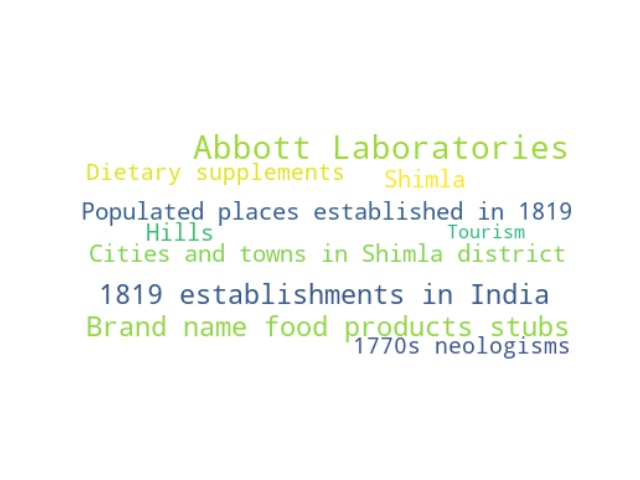 Abbott Laboratories
Dietary supplements
Shimla
Populated places established in 1819
Hills
Tourism
Cities and towns in Shimla district
1819 establishments in India
Brand name food products stubs
1770s neologisms